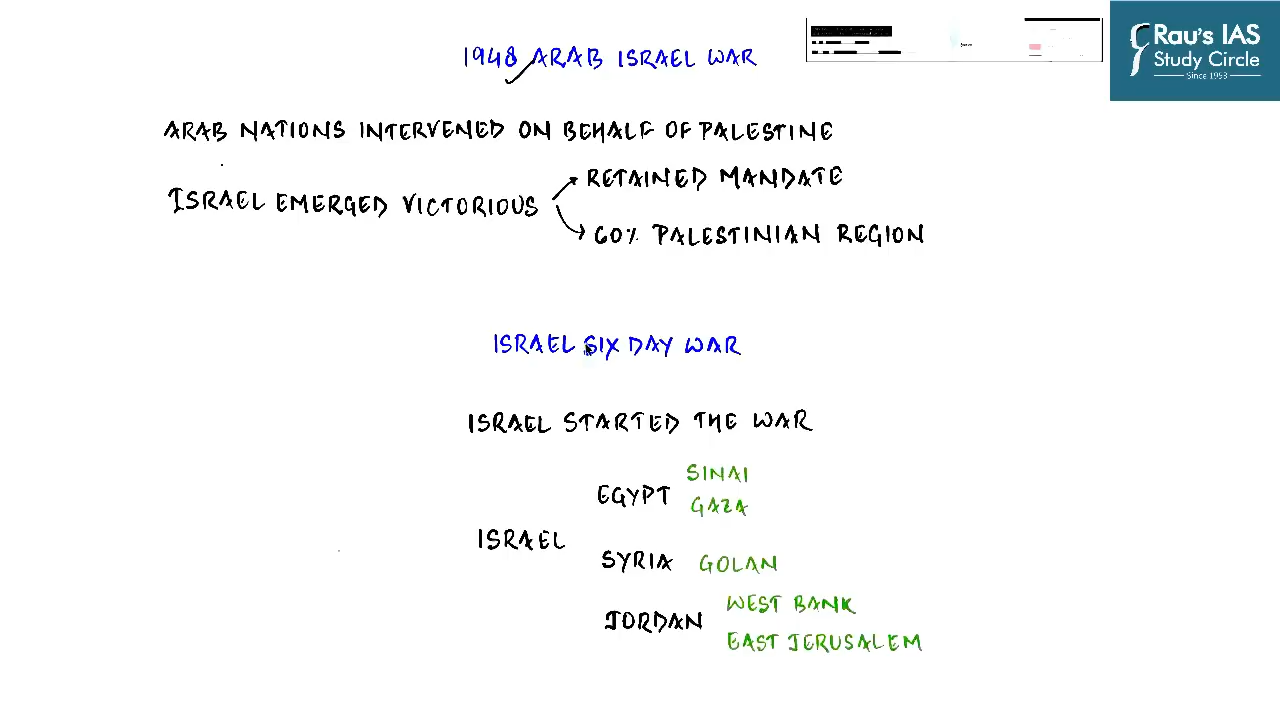 1948 ARAB ISRAEL WAR
Rau's IAS
Study Circle
Since 1953
ARAB NATIONS INTERVENED ON BEHALF OF PALESTINE
RETAINED MANDATE
ISRAEL EMERGED VICTORIOUS
60% PALESTINIAN REGION
ISRAEL SIX DAY WAR
ISRAEL STARTED THE WAR
SINAI
EGYPT
GAZA
ISRAEL
SYRIA GOLAN
WEST BANK
JORDAN
EAST JERUSALEM